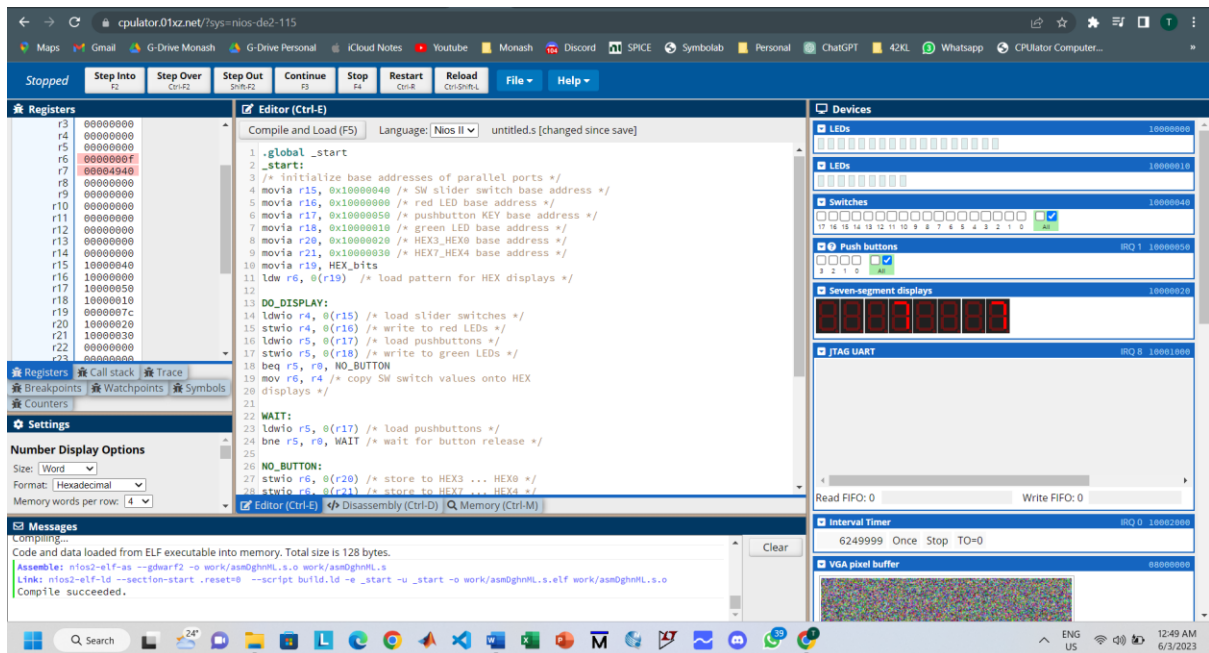 cpulator.01xz.net/?sys=nios-de2-115
T
Maps Gmail G-Drive Monash G-Drive Personal iCloud Notes Youtube Monash Discord SPICE Symbolab Personal ChatGPT 42KL Whatsapp CPUlator Computer... »
Stopped
Step Into F2
Step Over Ctrl-F2
Step Out Shift-F2
Continue F3
Stop F4
Restart Ctrl-R
Reload Ctrl-Shift-L
File
Help
Registers
r3 00000000
r4 00000000
r5 00000000
r6 0000000f
r7 00004940
r8 00000000
r9 00000000
r10 00000000
r11 00000000
r12 00000000
r13 00000000
r14 00000000
r15 10000040
r16 10000000
r17 10000050
r18 10000010
r19 0000007c
r20 10000020
r21 10000030
r22 00000000
r23 00000000
Registers Call stack Trace
Breakpoints Watchpoints Symbols
Counters
Settings
Number Display Options
Size: Word
Format: Hexadecimal
Memory words per row: 4
Editor (Ctrl-E)
Compile and Load (F5) Language: Nios II untitled.s [changed since save]
1 .global _start
2 _start:
3 /* initialize base addresses of parallel ports */
4 movia r15, 0x10000040 /* SW slider switch base address */
5 movia r16, 0x10000000 /* red LED base address */
6 movia r17, 0x10000050 /* pushbutton KEY base address */
7 movia r18, 0x10000010 /* green LED base address */
8 movia r20, 0x10000020 /* HEX3_HEX0 base address */
9 movia r21, 0x10000030 /* HEX7_HEX4 base address */
10 movia r19, HEX_bits
11 ldw r6, 0(r19) /* load pattern for HEX displays */
12
13 DO_DISPLAY:
14 ldwio r4, 0(r15) /* load slider switches */
15 stwio r4, 0(r16) /* write to red LEDs */
16 ldwio r5, 0(r17) /* load pushbuttons */
17 stwio r5, 0(r18) /* write to green LEDs */
18 beq r5, r0, NO_BUTTON
19 mov r6, r4 /* copy SW switch values onto HEX
20 displays */
21
22 WAIT:
23 ldwio r5, 0(r17) /* load pushbuttons */
24 bne r5, r0, WAIT /* wait for button release */
25
26 NO_BUTTON:
27 stwio r6, 0(r20) /* store to HEX3 ... HEX0 */
28 stwio r6, 0(r21) /* store to HEX7 ... HEX4 */
Editor (Ctrl-E) Disassembly (Ctrl-D) Memory (Ctrl-M)
Messages
Compiling...
Code and data loaded from ELF executable into memory. Total size is 128 bytes.
Assemble: nios2-elf-as --gdwarf2 -o work/asmDghnML.s.o work/asmDghnML.s
Link: nios2-elf-ld --section-start .reset=0 --script build.ld -e _start -u _start -o work/asmDghnML.s.elf work/asmDghnML.s.o
Compile succeeded.
Clear
Devices
LEDs 10000000
LEDs 10000010
Switches 10000040
17 16 15 14 13 12 11 10 9 8 7 6 5 4 3 2 1 0 All
Push buttons IRQ 1 10000050
3 2 1 0 All
Seven-segment displays 10000020
JTAG UART IRQ 8 10001000
Read FIFO: 0 Write FIFO: 0
Interval Timer IRQ 0 10002000
6249999 Once Stop TO=0
VGA pixel buffer 08000000
Search
24°
39
ENG
US
12:49 AM
6/3/2023